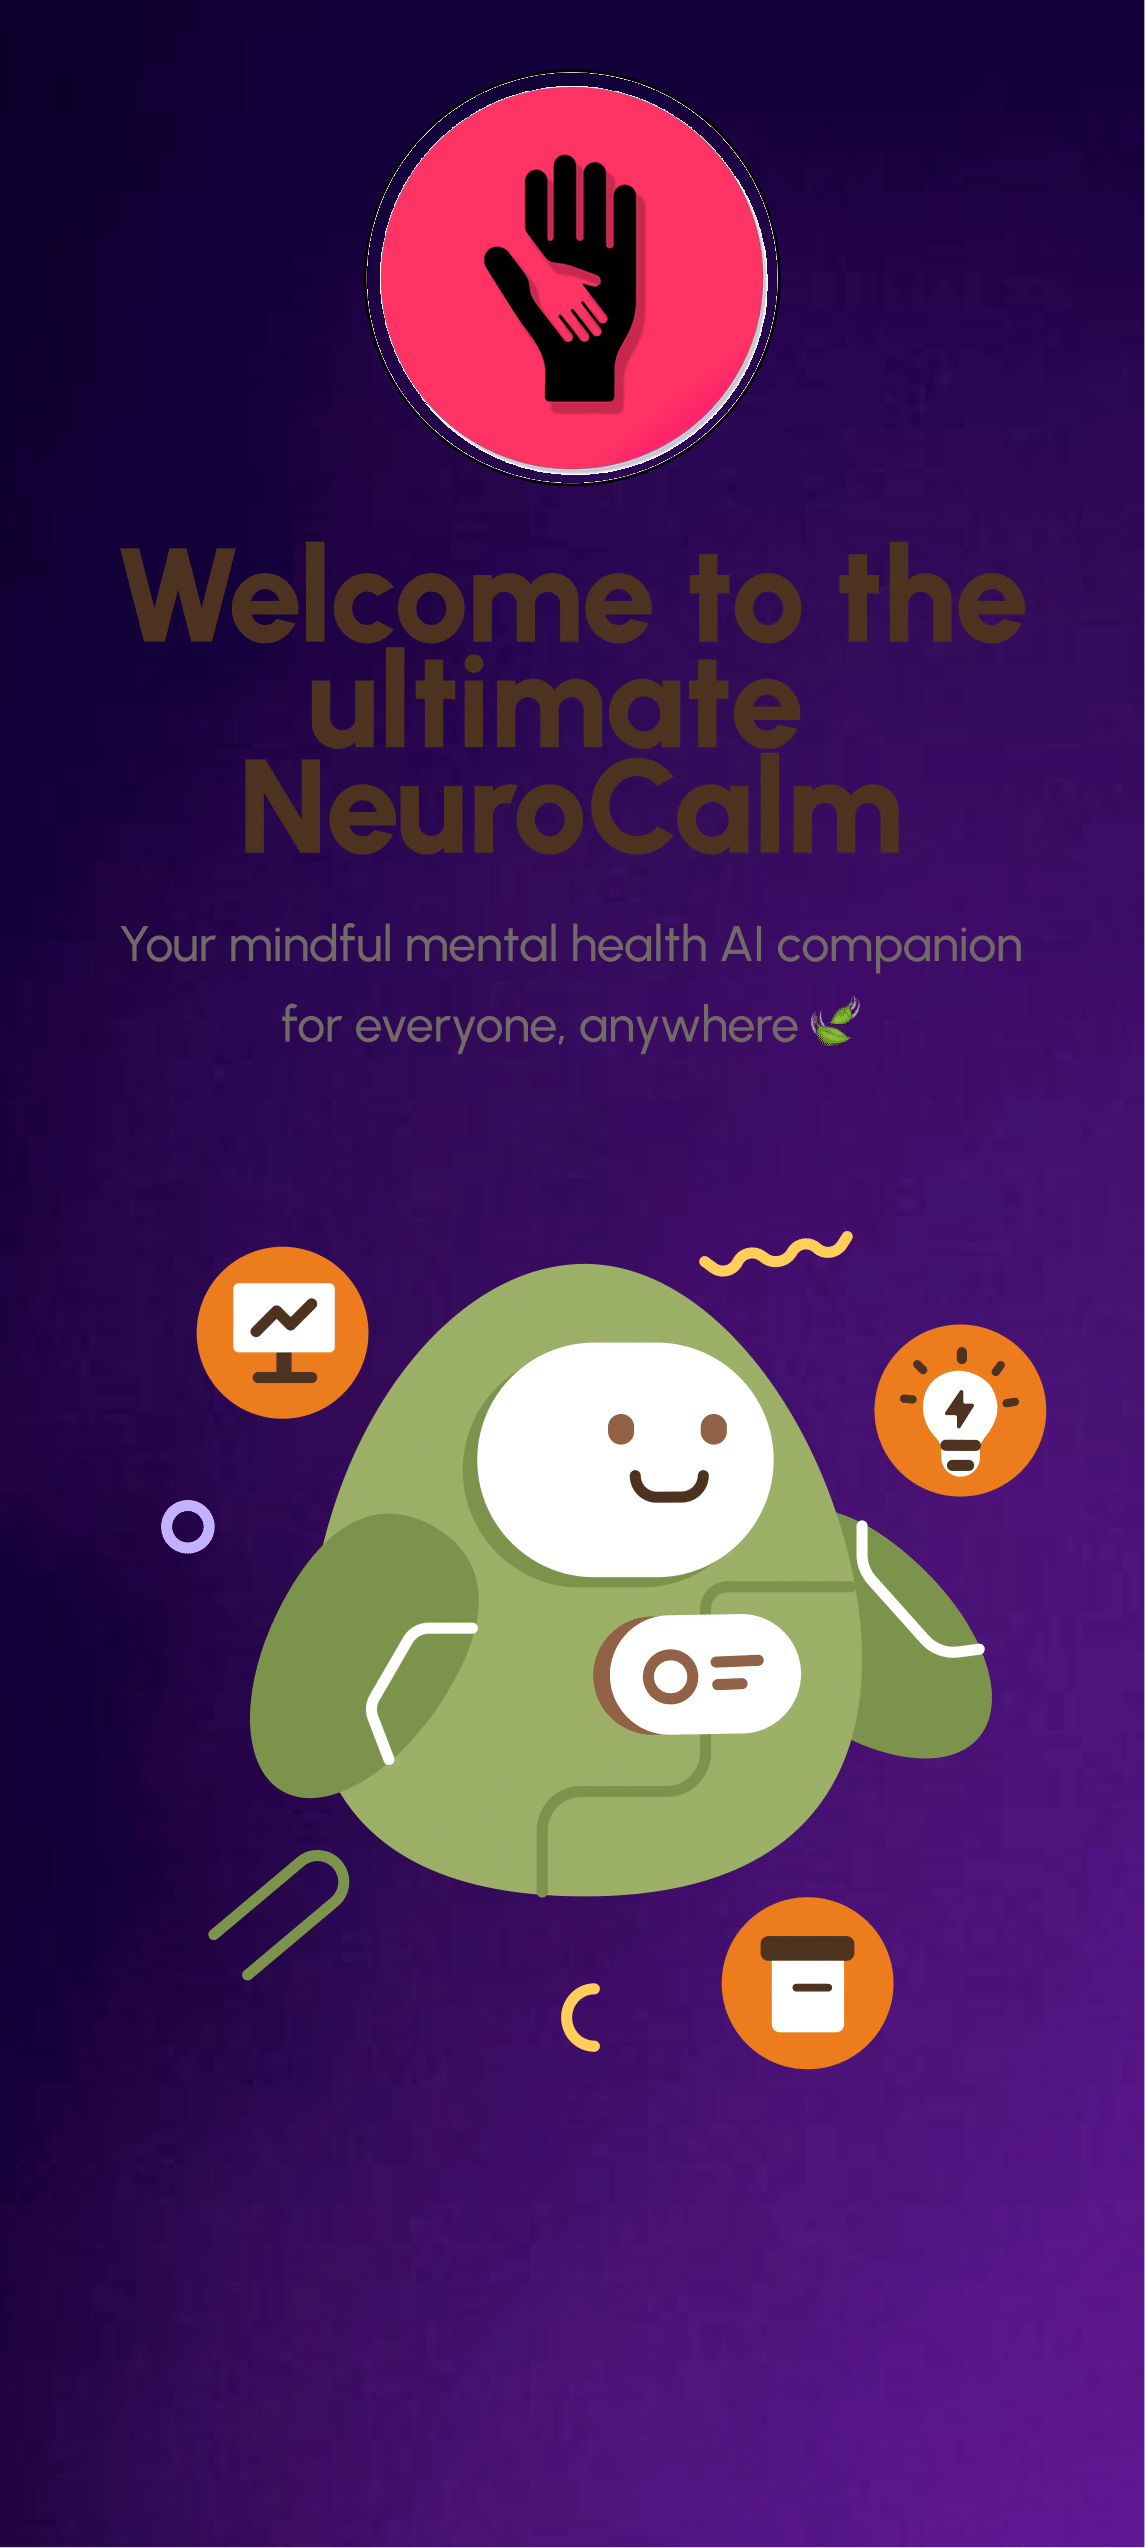 Welcome to the
ultimate
NeuroCalm
Your mindful mental health AI companion
for everyone, anywhere 🍃